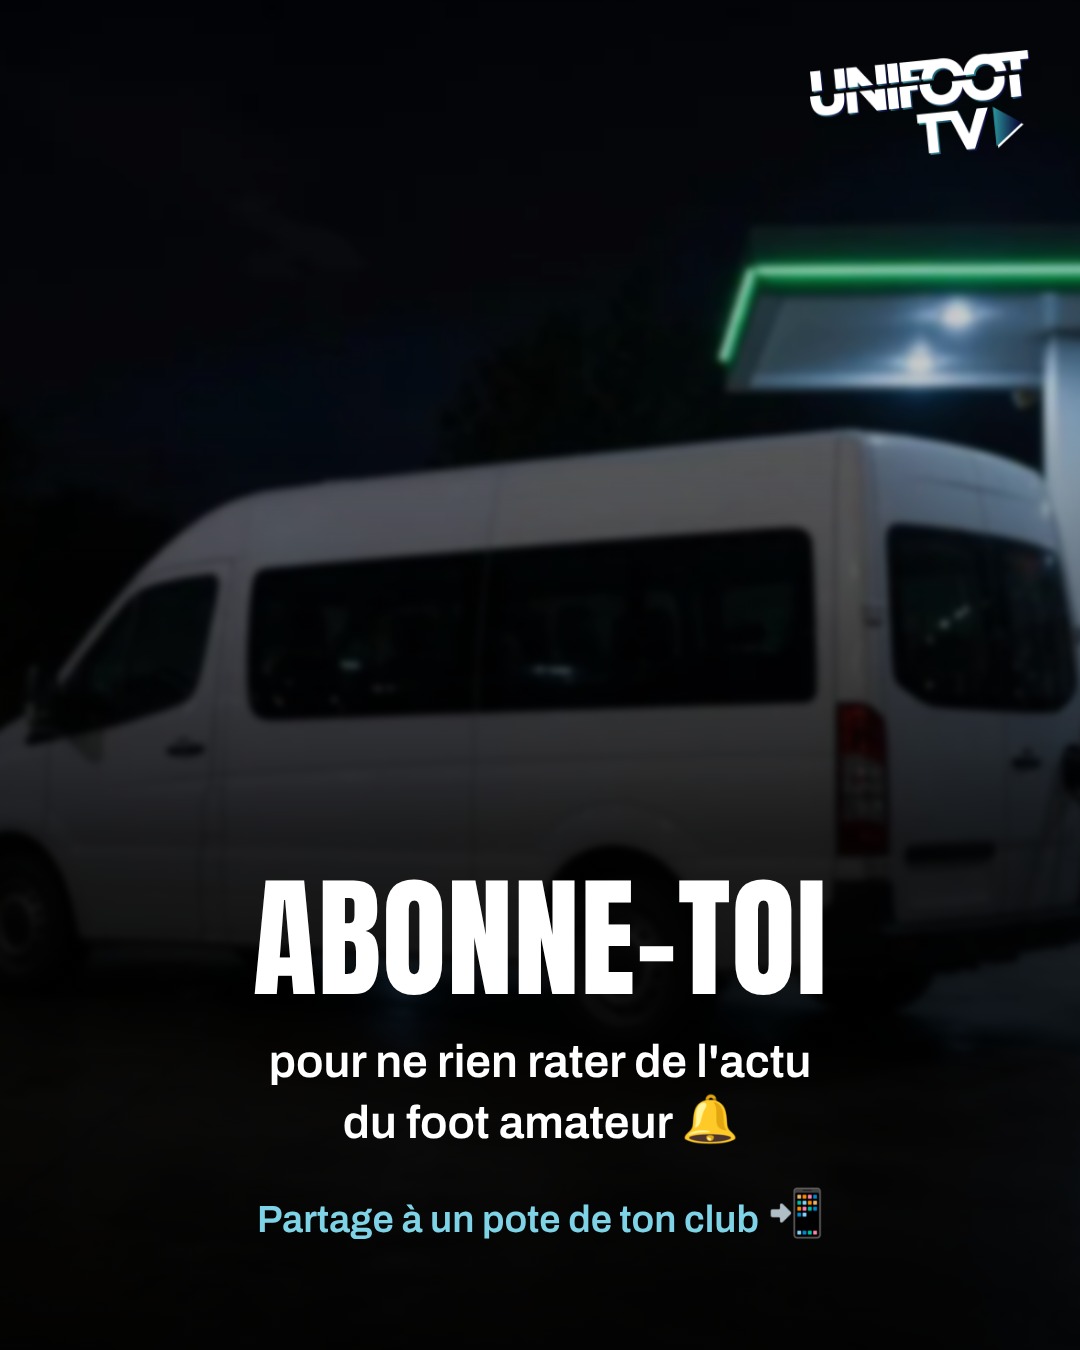 UNIFOOT
TV
ABONNE-TOI
pour ne rien rater de l'actu
du foot amateur 🔔
Partage à un pote de ton club 📲